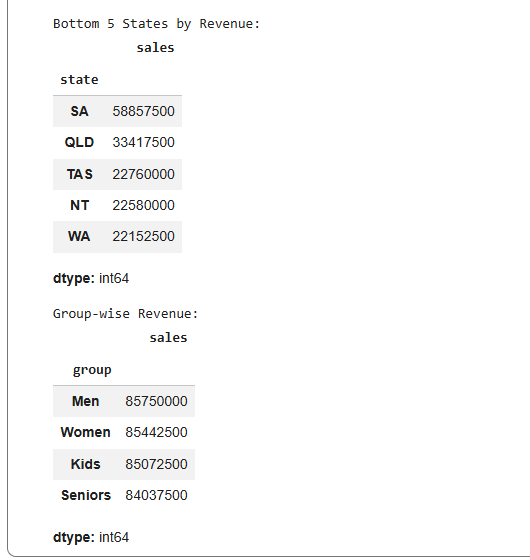 Bottom 5 States by Revenue:
sales
state
SA 58857500
QLD 33417500
TAS 22760000
NT 22580000
WA 22152500
dtype: int64
Group-wise Revenue:
sales
group
Men 85750000
Women 85442500
Kids 85072500
Seniors 84037500
dtype: int64